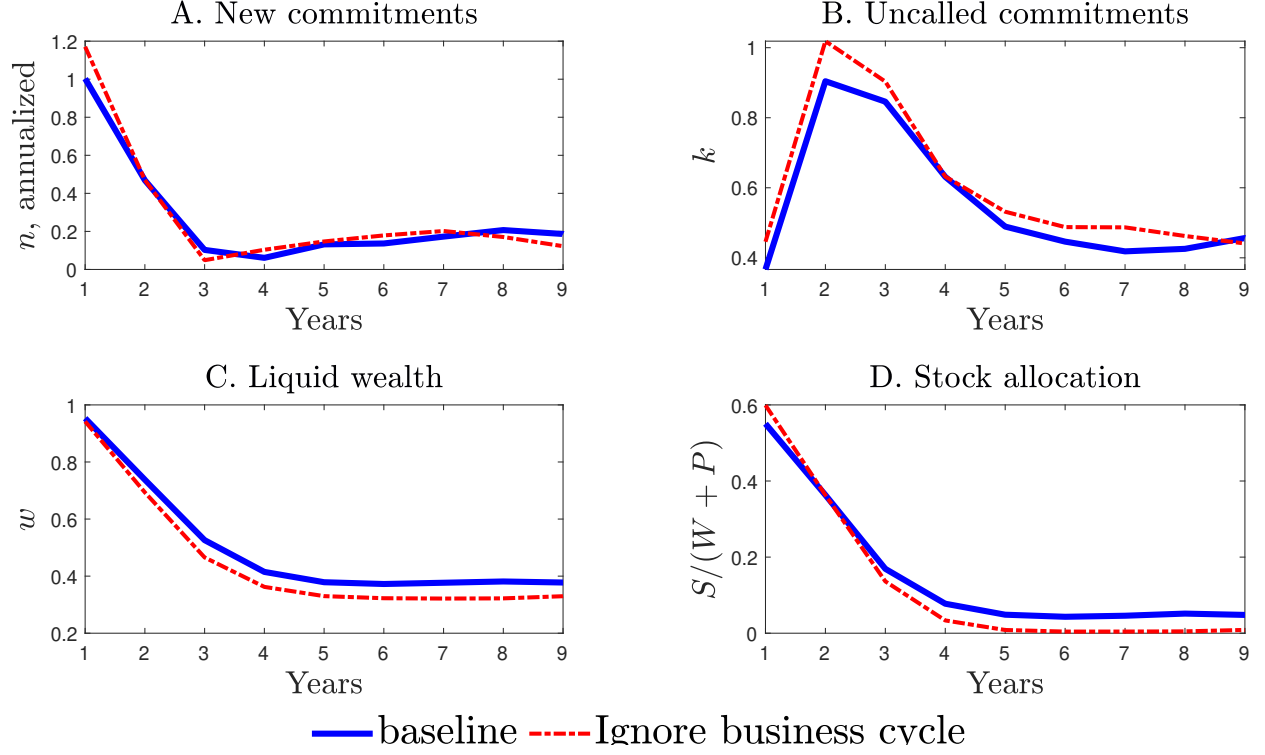 A. New commitments
1.2
1
0.8
0.6
0.4
0.2
0
n, annualized
1 2 3 4 5 6 7 8 9
Years
B. Uncalled commitments
1
0.8
0.6
0.4
k
1 2 3 4 5 6 7 8 9
Years
C. Liquid wealth
1
0.8
0.6
0.4
0.2
w
1 2 3 4 5 6 7 8 9
Years
D. Stock allocation
0.6
0.4
0.2
0
S/(W + P)
1 2 3 4 5 6 7 8 9
Years
baseline Ignore business cycle